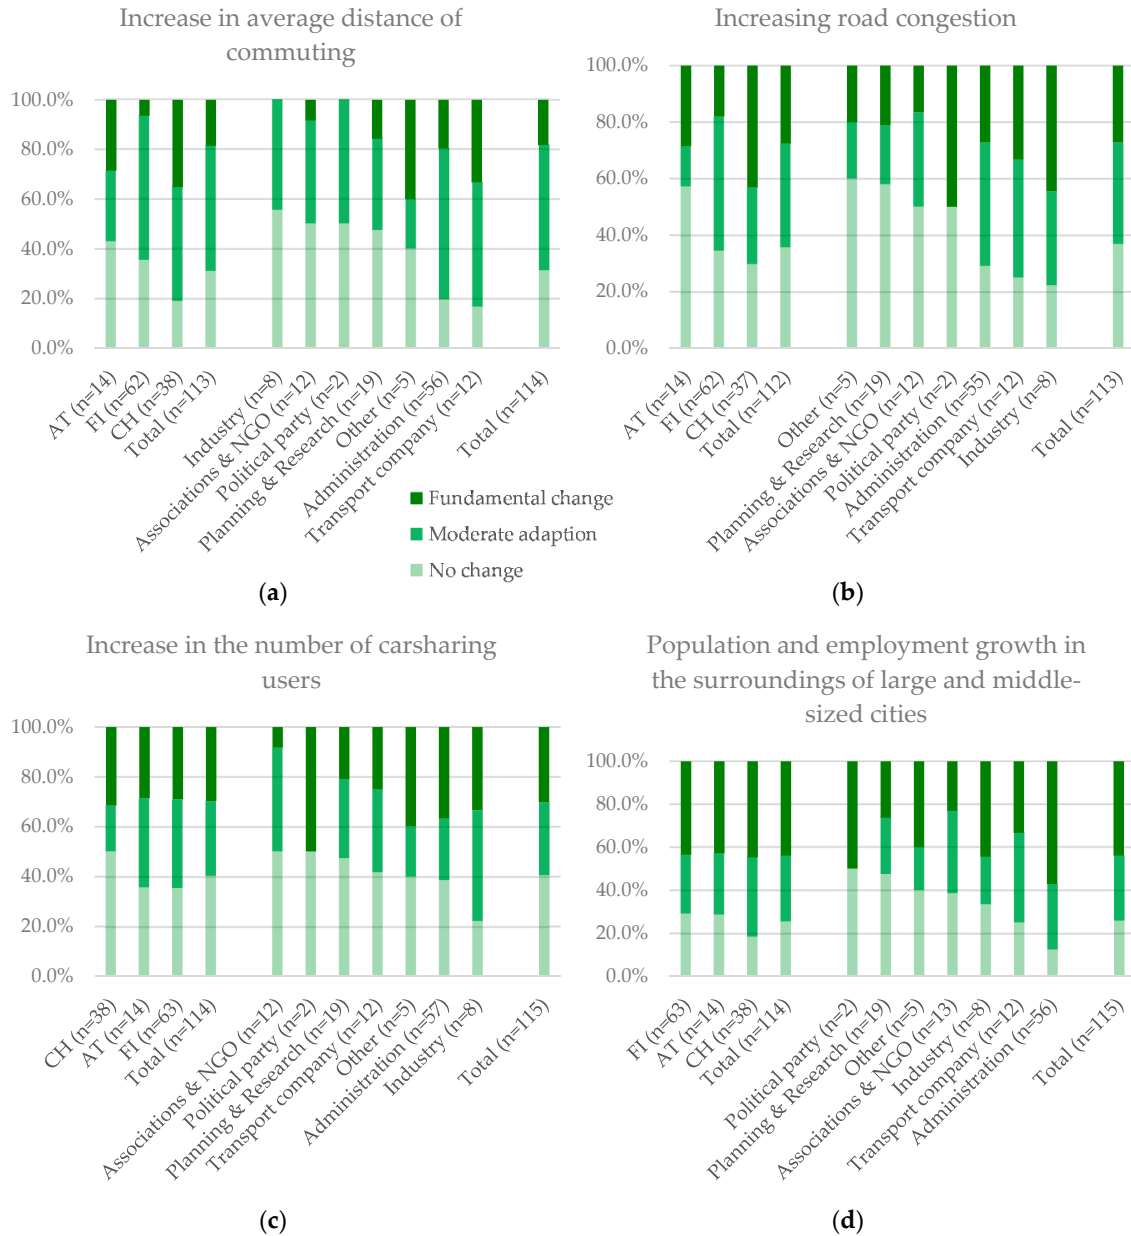 Increase in average distance of
commuting
100.0%
80.0%
60.0%
40.0%
20.0%
0.0%
AT (n=14)
FI (n=62)
CH (n=38)
Total (n=113)
Industry (n=8)
Associations & NGO (n=12)
Political party (n=2)
Planning & Research (n=19)
Other (n=5)
Administration (n=56)
Transport company (n=12)
Total (n=114)
Fundamental change
Moderate adaption
No change
(a)
Increasing road congestion
100.0%
80.0%
60.0%
40.0%
20.0%
0.0%
AT (n=14)
FI (n=62)
CH (n=37)
Total (n=112)
Other (n=5)
Planning & Research (n=19)
Associations & NGO (n=12)
Political party (n=2)
Administration (n=55)
Transport company (n=12)
Industry (n=8)
Total (n=113)
(b)
Increase in the number of carsharing
users
100.0%
80.0%
60.0%
40.0%
20.0%
0.0%
CH (n=38)
AT (n=14)
FI (n=63)
Total (n=114)
Associations & NGO (n=12)
Political party (n=2)
Planning & Research (n=19)
Transport company (n=12)
Other (n=5)
Administration (n=57)
Industry (n=8)
Total (n=115)
(c)
Population and employment growth in
the surroundings of large and middle-
sized cities
100.0%
80.0%
60.0%
40.0%
20.0%
0.0%
FI (n=63)
AT (n=14)
CH (n=38)
Total (n=114)
Political party (n=2)
Planning & Research (n=19)
Other (n=5)
Associations & NGO (n=13)
Industry (n=8)
Transport company (n=12)
Administration (n=56)
Total (n=115)
(d)